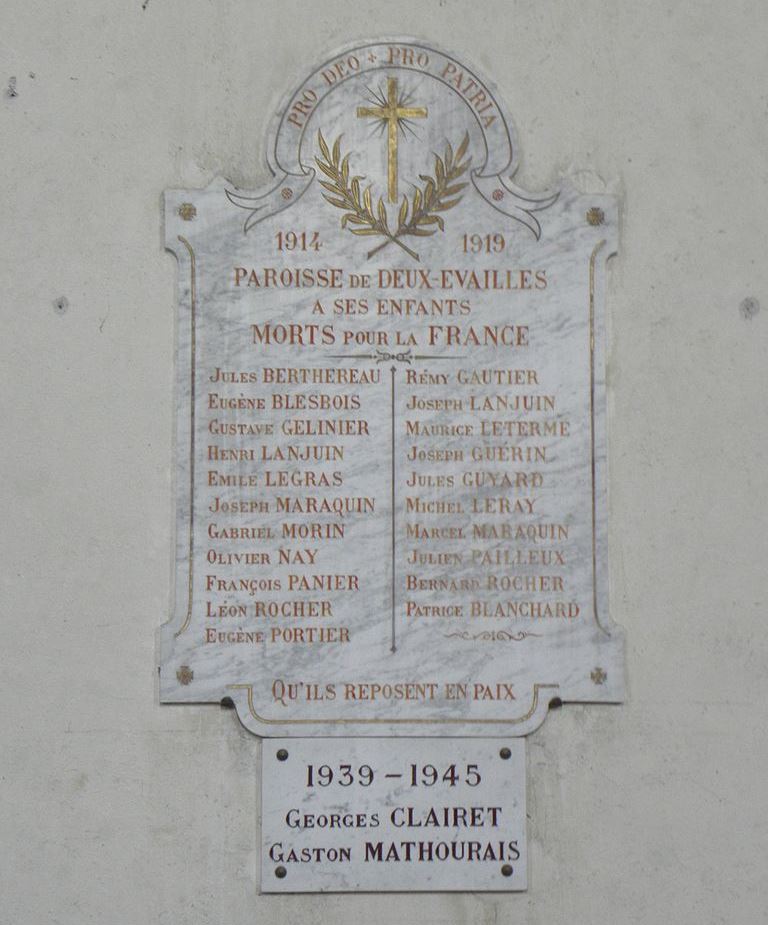 PRO DEO + PRO PATRIA
1914 1919
PAROISSE DE DEUX-EVAILLES
A SES ENFANTS
MORTS POUR LA FRANCE
JULES BERTHEREAU
EUGÈNE BLESBOIS
GUSTAVE GELINIER
HENRI LANJUIN
EMILE LEGRAS
JOSEPH MARAQUIN
GABRIEL MORIN
OLIVIER NAY
FRANÇOIS PANIER
LÉON ROCHER
EUGÈNE PORTIER
RÉMY GAUTIER
JOSEPH LANJUIN
MAURICE LETERME
JOSEPH GUÉRIN
JULES GUYARD
MICHEL LERAY
MARCEL MARAQUIN
JULIEN PAILLEUX
BERNARD ROCHER
PATRICE BLANCHARD
QU'ILS REPOSENT EN PAIX
1939 - 1945
GEORGES CLAIRET
GASTON MATHOURAIS